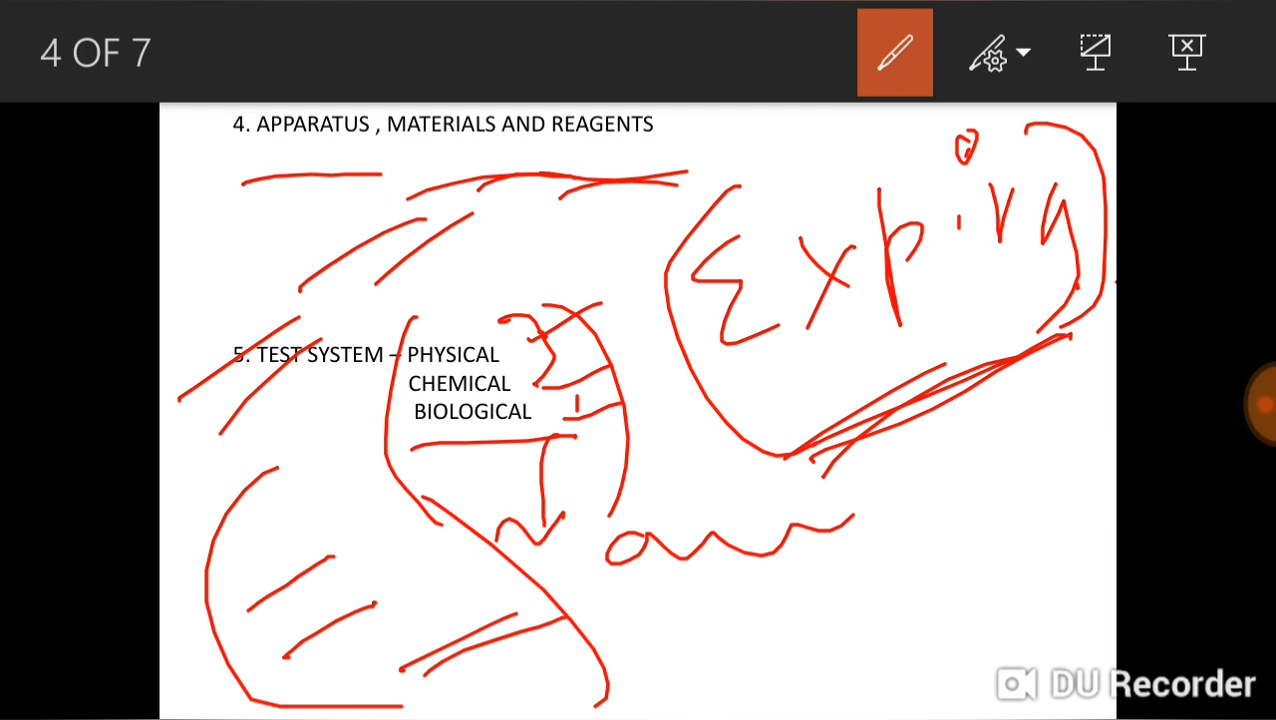 4 OF 7
4. APPARATUS , MATERIALS AND REAGENTS
Expiry
5. TEST SYSTEM – PHYSICAL
CHEMICAL
BIOLOGICAL
DU Recorder